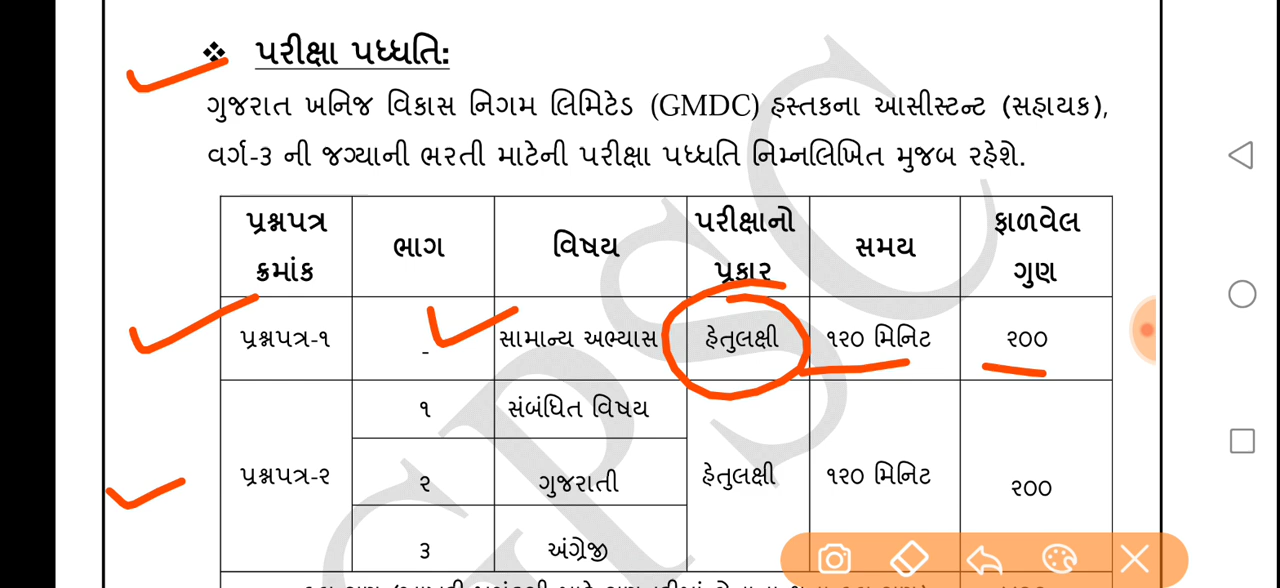 ❖ પરીક્ષા પધ્ધતિ:
ગુજરાત ખનિજ વિકાસ નિગમ લિમિટેડ (GMDC) હસ્તકના આસીસ્ટન્ટ (સહાયક),
વર્ગ-૩ ની જગ્યાની ભરતી માટેની પરીક્ષા પધ્ધતિ નિમ્નલિખિત મુજબ રહેશે.
પ્રશ્નપત્ર ક્રમાંક ભાગ વિષય પરીક્ષાનો પ્રકાર સમય ફાળવેલ ગુણ
પ્રશ્નપત્ર-૧ - સામાન્ય અભ્યાસ હેતુલક્ષી ૧૨૦ મિનિટ ૨૦૦
૧ સંબંધિત વિષય
પ્રશ્નપત્ર-૨ ૨ ગુજરાતી હેતુલક્ષી ૧૨૦ મિનિટ ૨૦૦
૩ અંગ્રેજી
GPSC